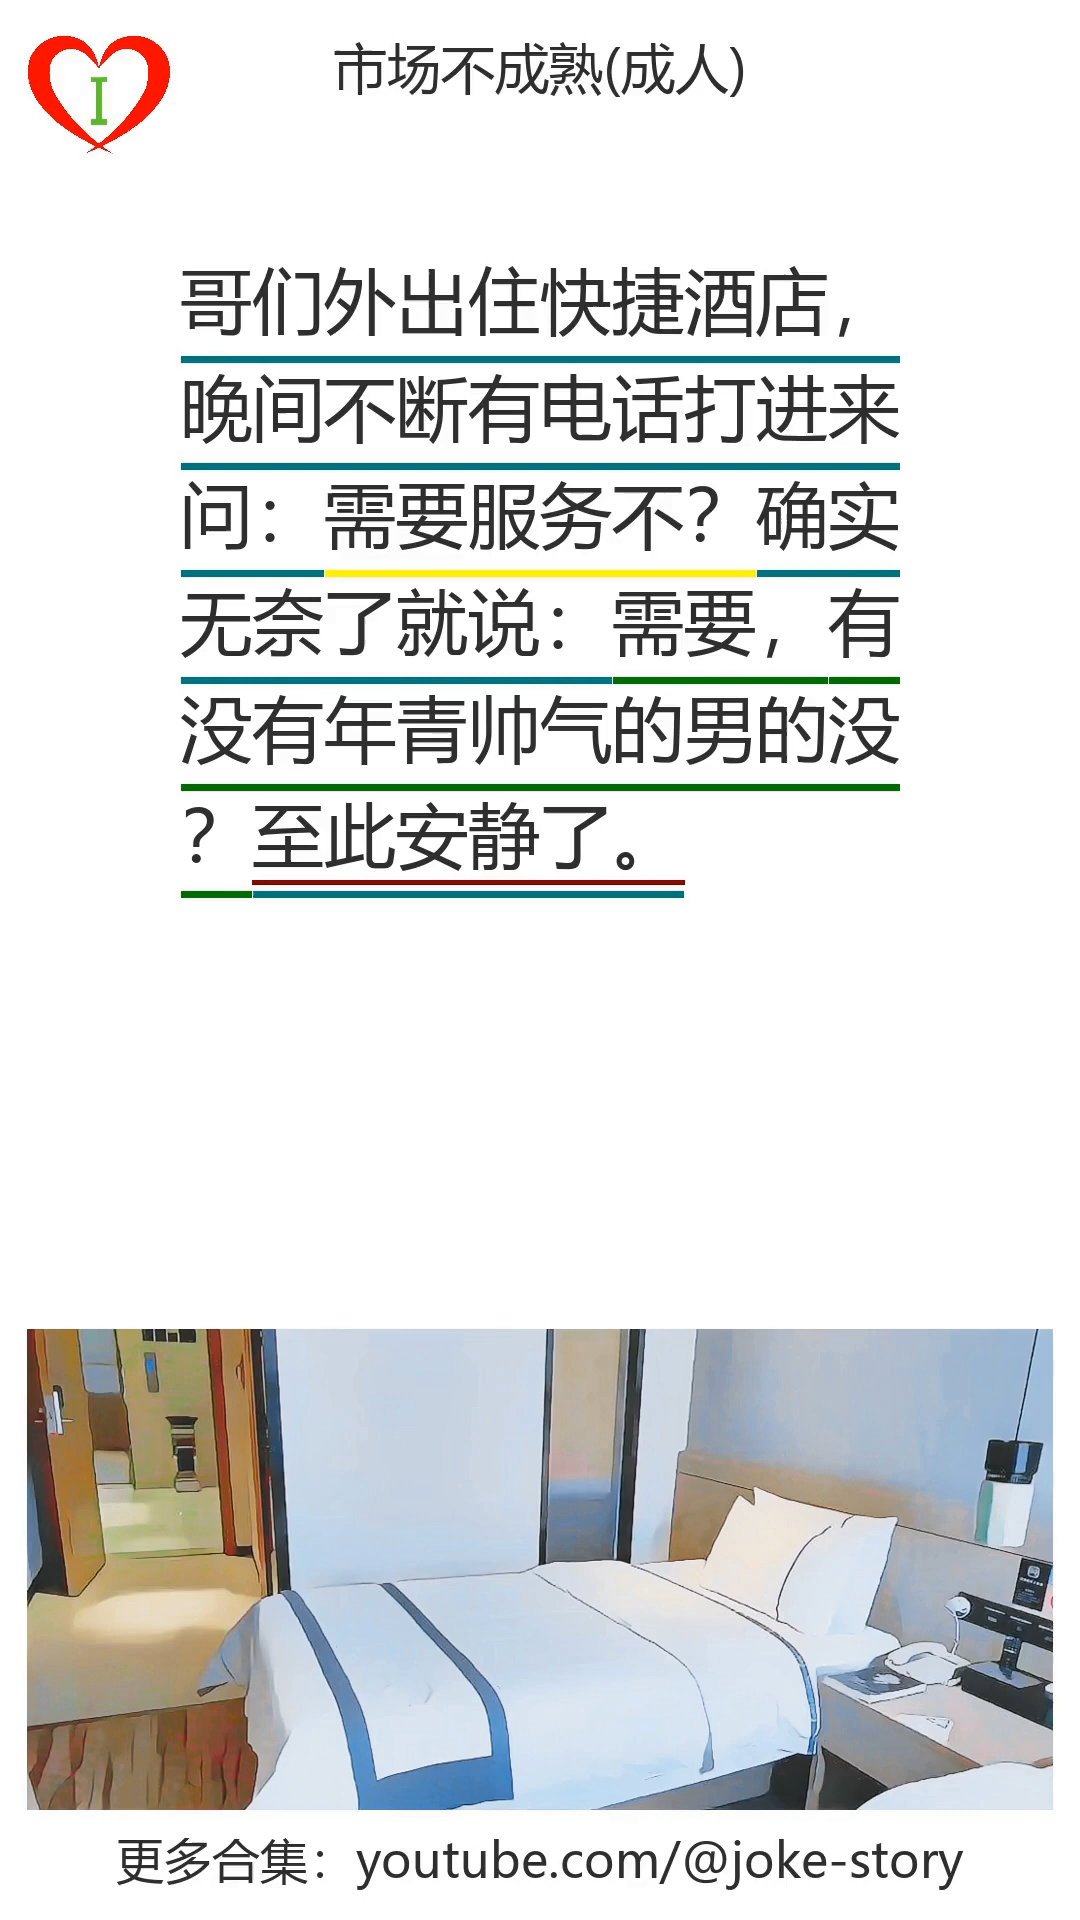 I
市场不成熟(成人)
哥们外出住快捷酒店，
晚间不断有电话打进来
问：需要服务不？确实
无奈了就说：需要，有
没有年青帅气的男的没
？至此安静了。
更多合集：youtube.com/@joke-story